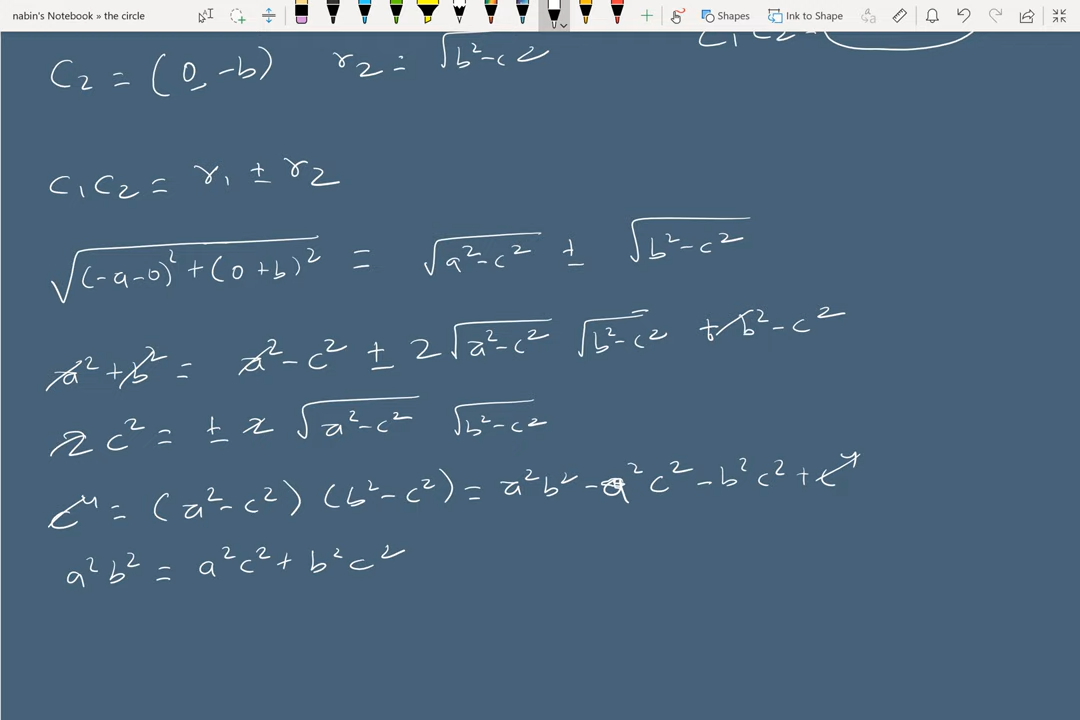 nabin's Notebook » the circle
Shapes Ink to Shape
C₁C₂ =
C₂ = (0, -b) r₂ = √(b²-c²)
C₁C₂ = r₁ ± r₂
√((-a-0)² + (0+b)²) = √(a²-c²) ± √(b²-c²)
a² + b² = a² - c² ± 2√(a²-c²) √(b²-c²) + b² - c²
2c² = ± 2 √(a²-c²) √(b²-c²)
c⁴ = (a²-c²) (b²-c²) = a²b² - a²c² - b²c² + c⁴
a²b² = a²c² + b²c²